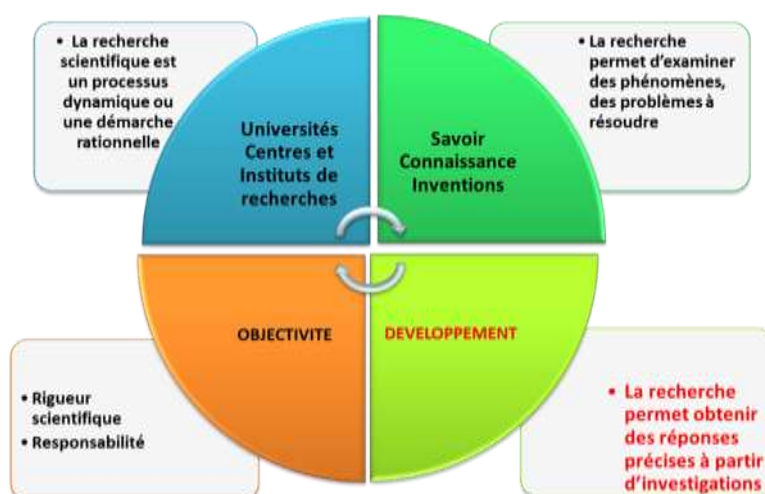 • La recherche
scientifique est
un processus
dynamique ou
une démarche
rationnelle
Universités
Centres et
Instituts de
recherches
Savoir
Connaissance
Inventions
• La recherche
permet d'examiner
des phénomènes,
des problèmes à
résoudre
• Rigueur
scientifique
• Responsabilité
OBJECTIVITE
DEVELOPPEMENT
• La recherche
permet obtenir
des réponses
précises à partir
d'investigations